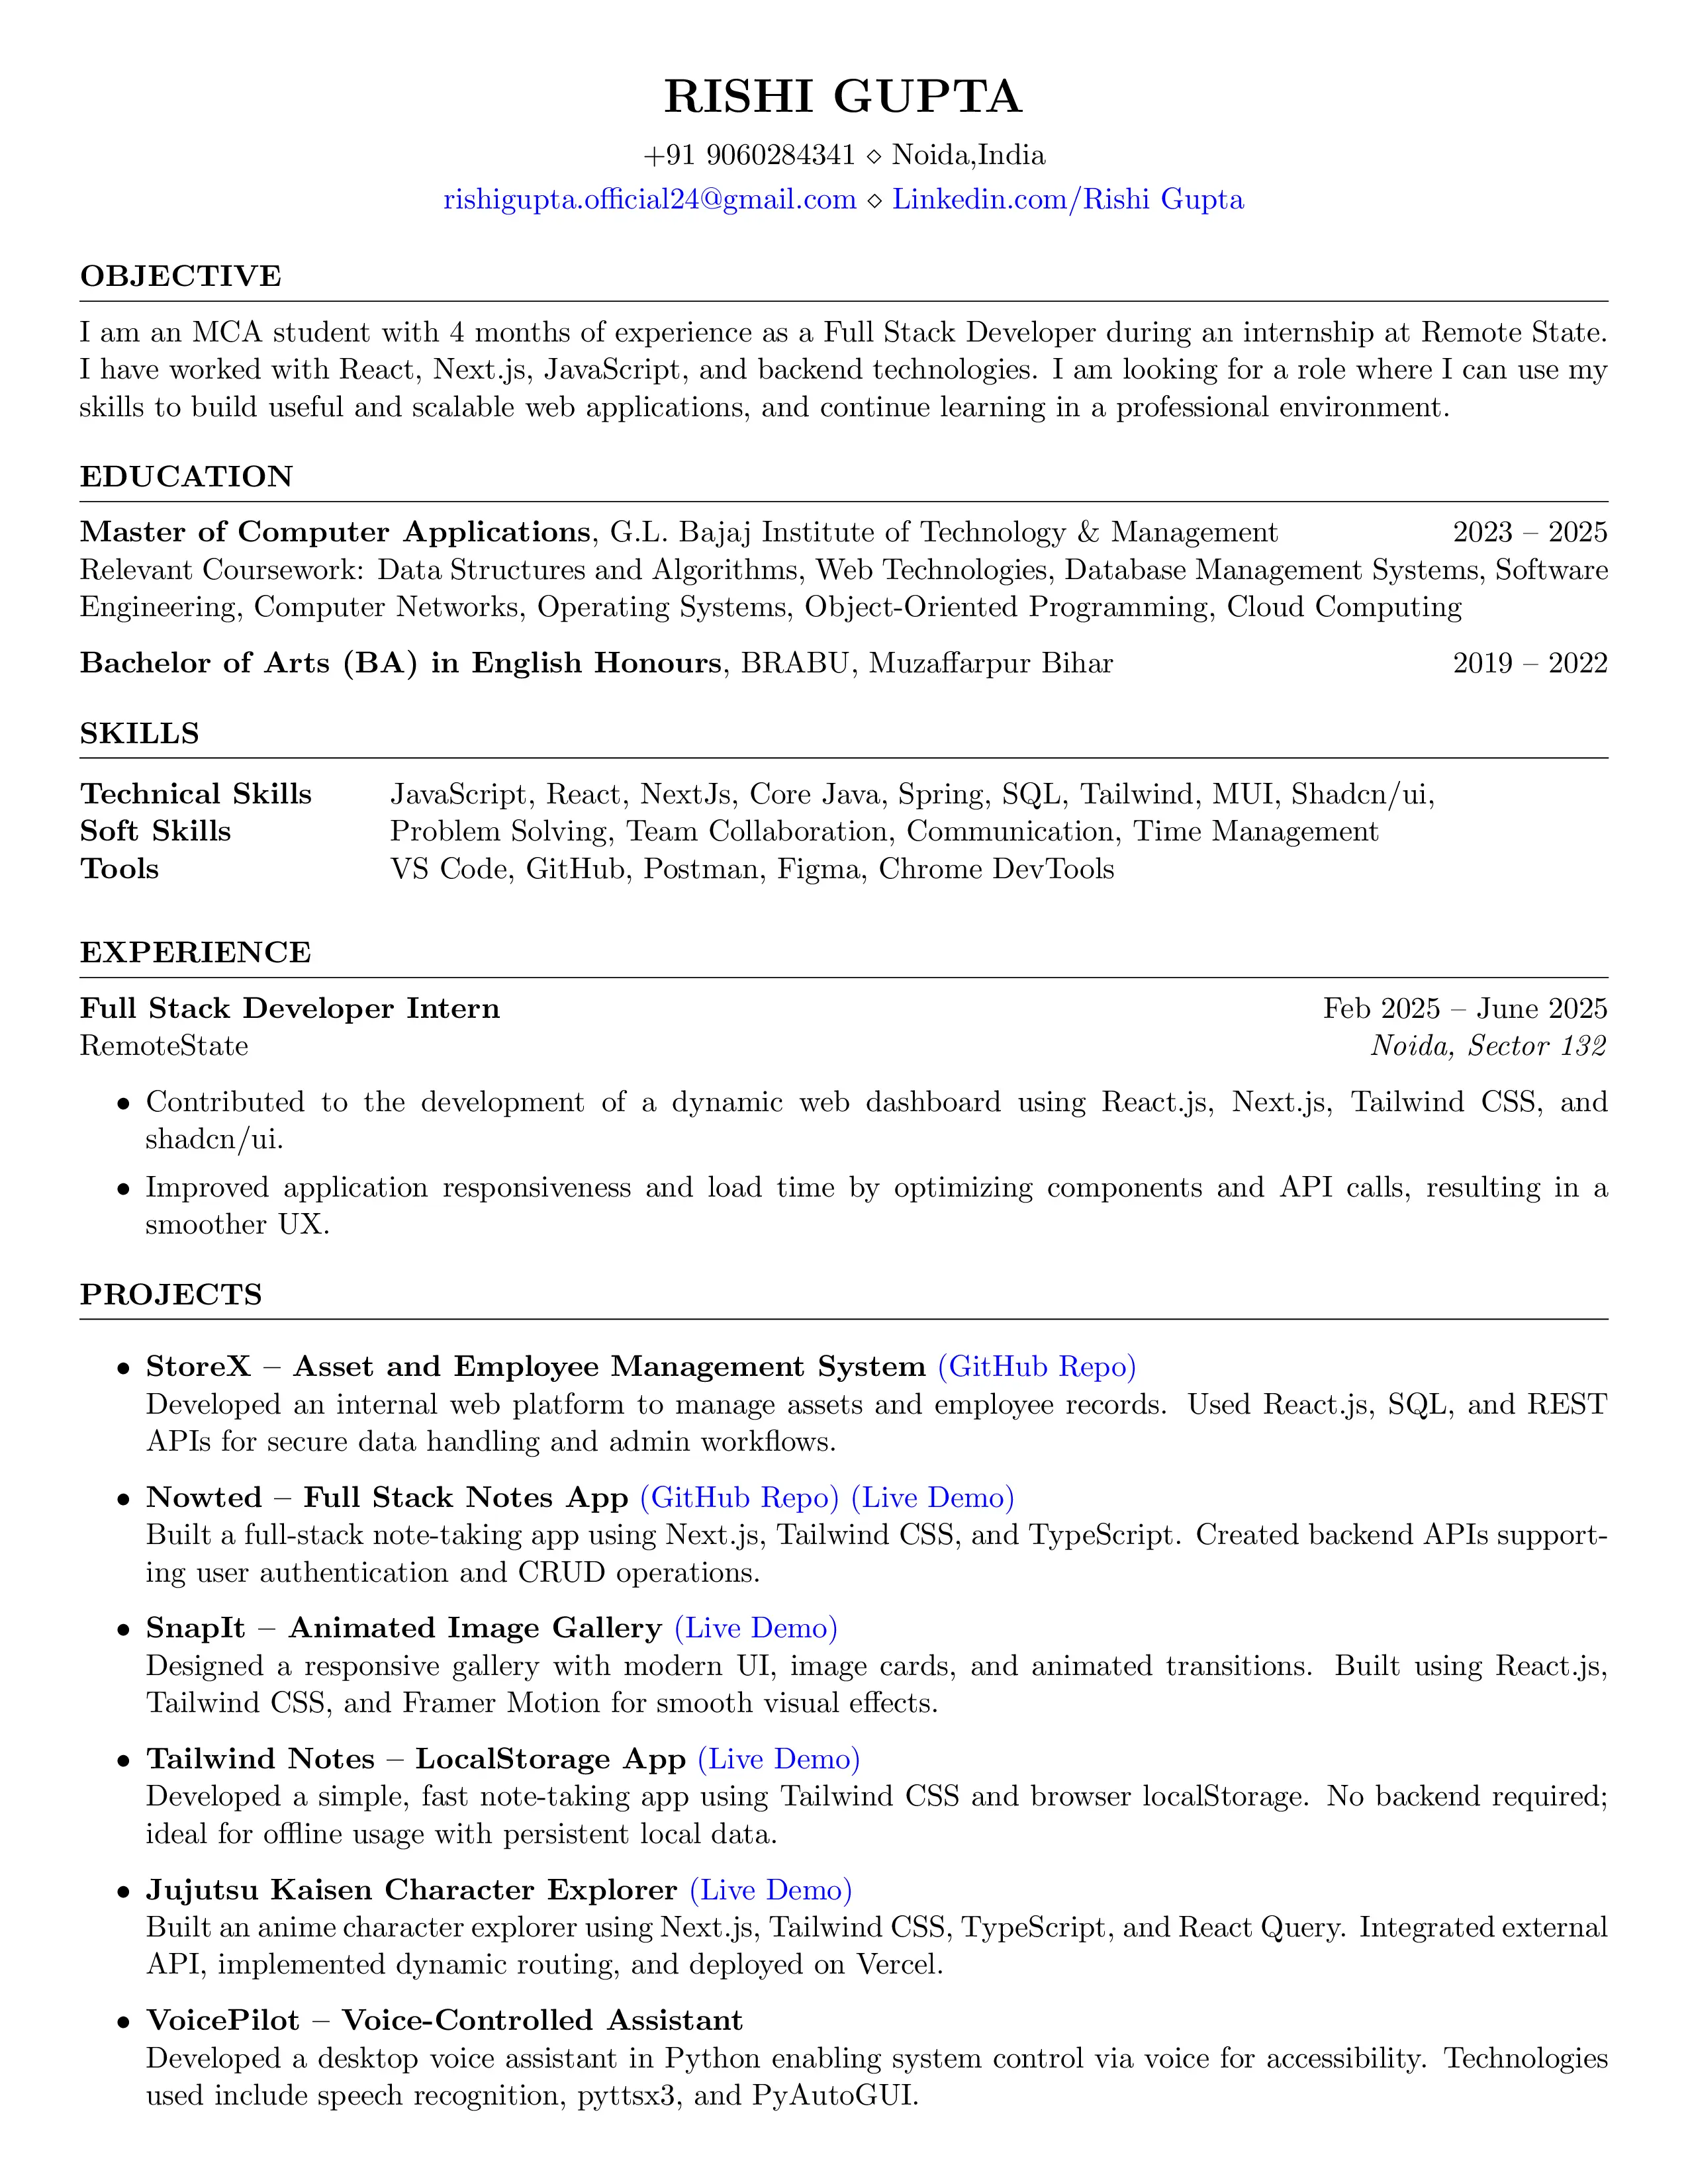 RISHI GUPTA
+91 9060284341 ⋄ Noida,India
rishigupta.official24@gmail.com ⋄ Linkedin.com/Rishi Gupta
OBJECTIVE
I am an MCA student with 4 months of experience as a Full Stack Developer during an internship at Remote State.
I have worked with React, Next.js, JavaScript, and backend technologies. I am looking for a role where I can use my
skills to build useful and scalable web applications, and continue learning in a professional environment.
EDUCATION
Master of Computer Applications, G.L. Bajaj Institute of Technology & Management 2023 – 2025
Relevant Coursework: Data Structures and Algorithms, Web Technologies, Database Management Systems, Software
Engineering, Computer Networks, Operating Systems, Object-Oriented Programming, Cloud Computing
Bachelor of Arts (BA) in English Honours, BRABU, Muzaffarpur Bihar 2019 – 2022
SKILLS
Technical Skills JavaScript, React, NextJs, Core Java, Spring, SQL, Tailwind, MUI, Shadcn/ui,
Soft Skills Problem Solving, Team Collaboration, Communication, Time Management
Tools VS Code, GitHub, Postman, Figma, Chrome DevTools
EXPERIENCE
Full Stack Developer Intern Feb 2025 – June 2025
RemoteState Noida, Sector 132
• Contributed to the development of a dynamic web dashboard using React.js, Next.js, Tailwind CSS, and
shadcn/ui.
• Improved application responsiveness and load time by optimizing components and API calls, resulting in a
smoother UX.
PROJECTS
• StoreX – Asset and Employee Management System (GitHub Repo)
Developed an internal web platform to manage assets and employee records. Used React.js, SQL, and REST
APIs for secure data handling and admin workflows.
• Nowted – Full Stack Notes App (GitHub Repo) (Live Demo)
Built a full-stack note-taking app using Next.js, Tailwind CSS, and TypeScript. Created backend APIs support-
ing user authentication and CRUD operations.
• SnapIt – Animated Image Gallery (Live Demo)
Designed a responsive gallery with modern UI, image cards, and animated transitions. Built using React.js,
Tailwind CSS, and Framer Motion for smooth visual effects.
• Tailwind Notes – LocalStorage App (Live Demo)
Developed a simple, fast note-taking app using Tailwind CSS and browser localStorage. No backend required;
ideal for offline usage with persistent local data.
• Jujutsu Kaisen Character Explorer (Live Demo)
Built an anime character explorer using Next.js, Tailwind CSS, TypeScript, and React Query. Integrated external
API, implemented dynamic routing, and deployed on Vercel.
• VoicePilot – Voice-Controlled Assistant
Developed a desktop voice assistant in Python enabling system control via voice for accessibility. Technologies
used include speech recognition, pyttsx3, and PyAutoGUI.